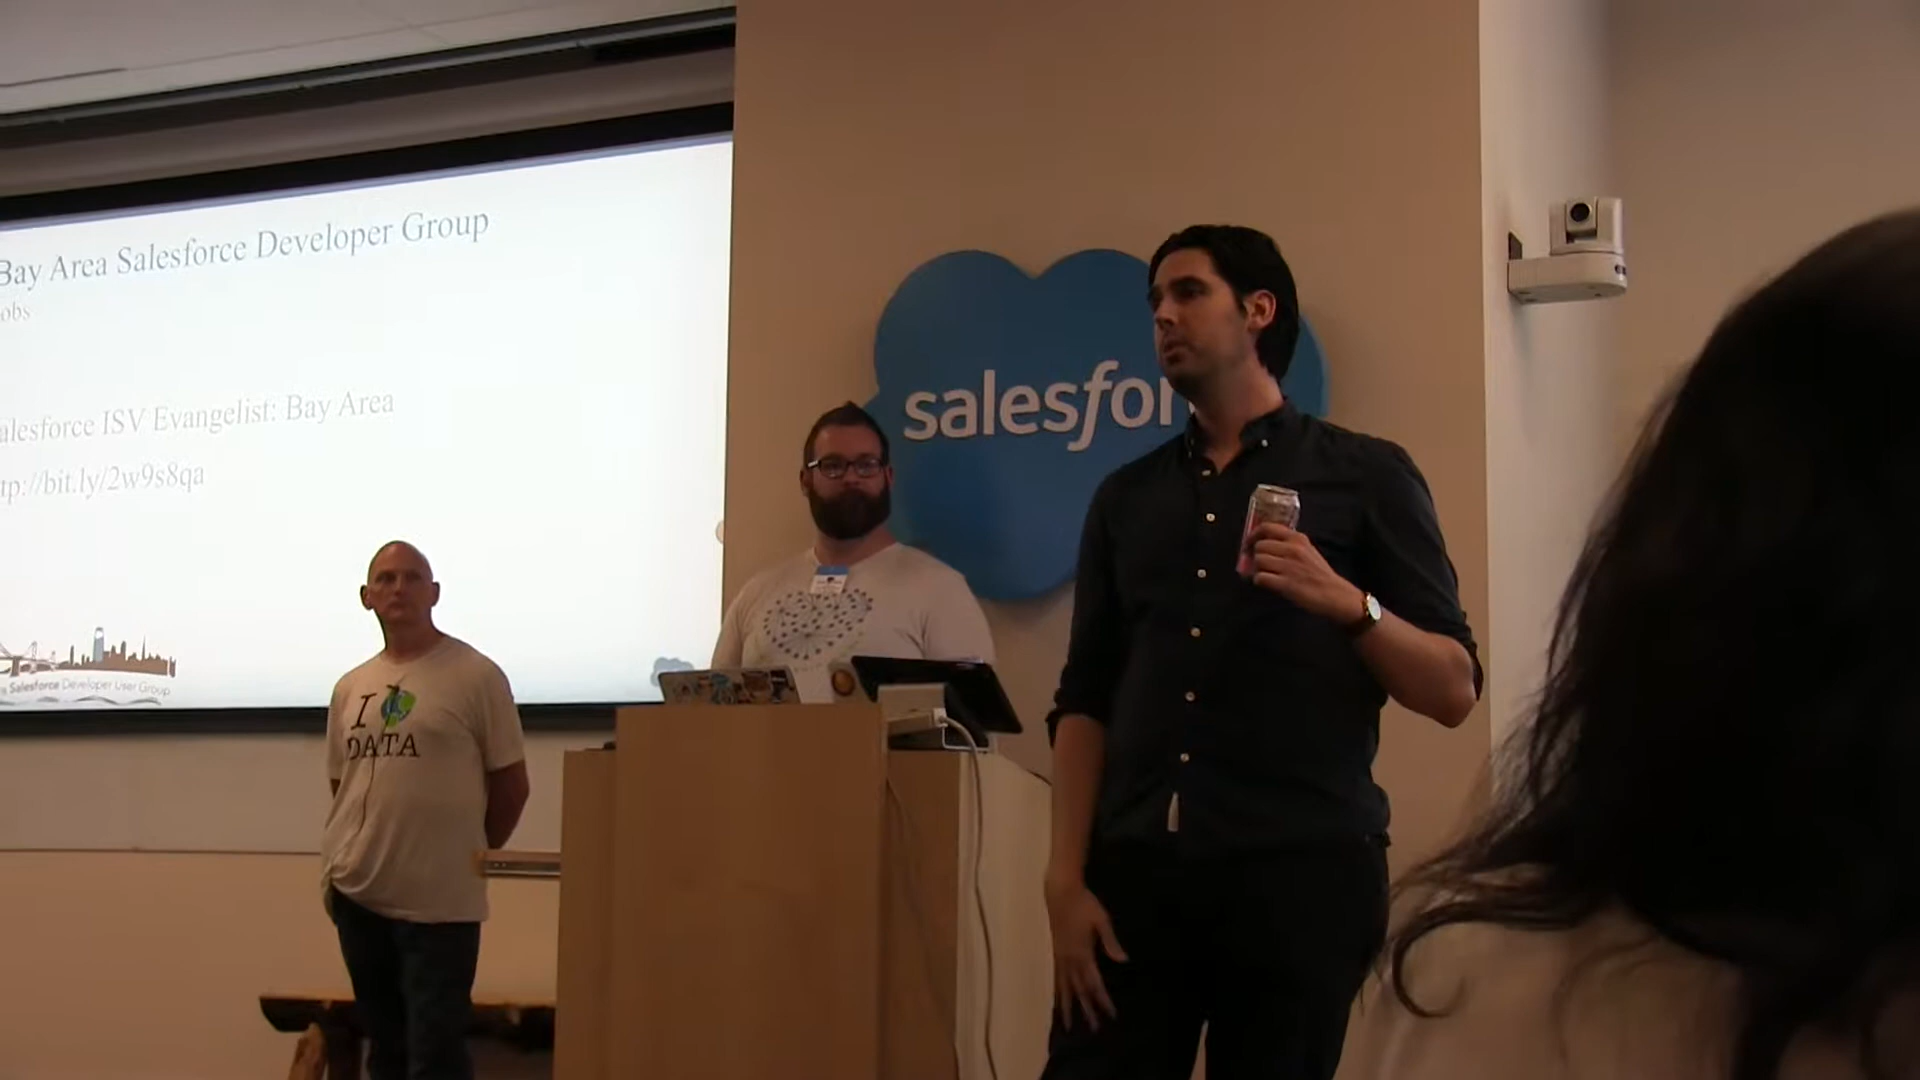 Bay Area Salesforce Developer Group
obs
alesforce ISV Evangelist: Bay Area
tp://bit.ly/2w9s8qa
Salesforce Developer User Group
salesfor
I
DATA